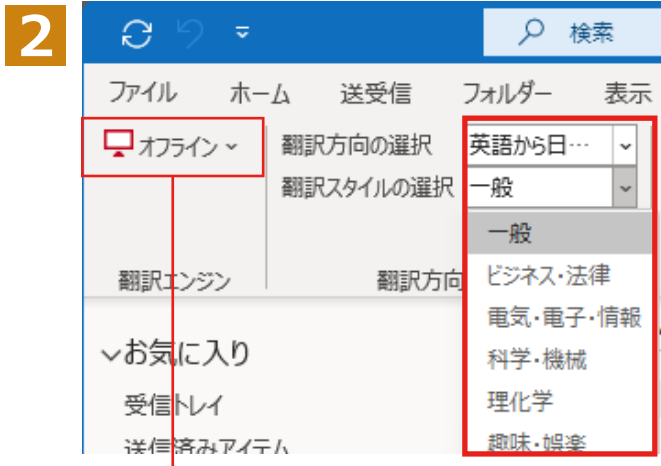 2
検索
ファイル ホーム 送受信 フォルダー 表示
オフライン 翻訳方向の選択 英語から日…
翻訳スタイルの選択 一般
一般
翻訳エンジン 翻訳方向 ビジネス・法律
電気・電子・情報
お気に入り 科学・機械
受信トレイ 理化学
送信済みアイテム 趣味・娯楽